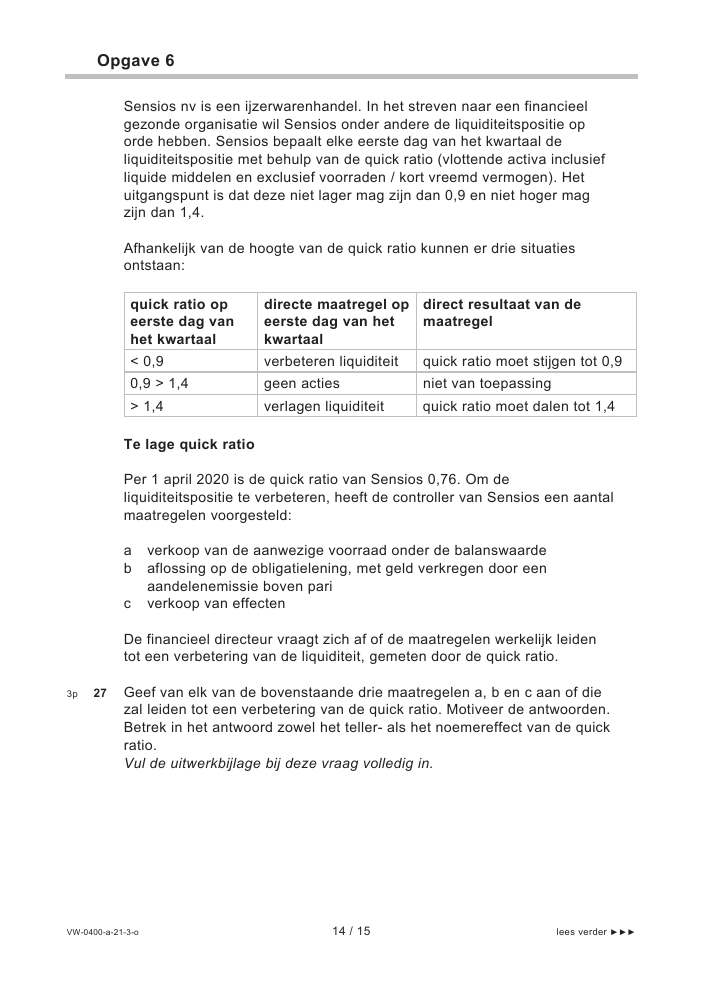 Opgave 6
Sensios nv is een ijzerwarenhandel. In het streven naar een financieel
gezonde organisatie wil Sensios onder andere de liquiditeitspositie op
orde hebben. Sensios bepaalt elke eerste dag van het kwartaal de
liquiditeitspositie met behulp van de quick ratio (vlottende activa inclusief
liquide middelen en exclusief voorraden / kort vreemd vermogen). Het
uitgangspunt is dat deze niet lager mag zijn dan 0,9 en niet hoger mag
zijn dan 1,4.
Afhankelijk van de hoogte van de quick ratio kunnen er drie situaties
ontstaan:
quick ratio op eerste dag van het kwartaal | directe maatregel op eerste dag van het kwartaal | direct resultaat van de maatregel
< 0,9 | verbeteren liquiditeit | quick ratio moet stijgen tot 0,9
0,9 > 1,4 | geen acties | niet van toepassing
> 1,4 | verlagen liquiditeit | quick ratio moet dalen tot 1,4
Te lage quick ratio
Per 1 april 2020 is de quick ratio van Sensios 0,76. Om de
liquiditeitspositie te verbeteren, heeft de controller van Sensios een aantal
maatregelen voorgesteld:
a verkoop van de aanwezige voorraad onder de balanswaarde
b aflossing op de obligatielening, met geld verkregen door een
aandelenemissie boven pari
c verkoop van effecten
De financieel directeur vraagt zich af of de maatregelen werkelijk leiden
tot een verbetering van de liquiditeit, gemeten door de quick ratio.
3p 27 Geef van elk van de bovenstaande drie maatregelen a, b en c aan of die
zal leiden tot een verbetering van de quick ratio. Motiveer de antwoorden.
Betrek in het antwoord zowel het teller- als het noemereffect van de quick
ratio.
Vul de uitwerkbijlage bij deze vraag volledig in.
VW-0400-a-21-3-o 14 / 15 lees verder ►►►